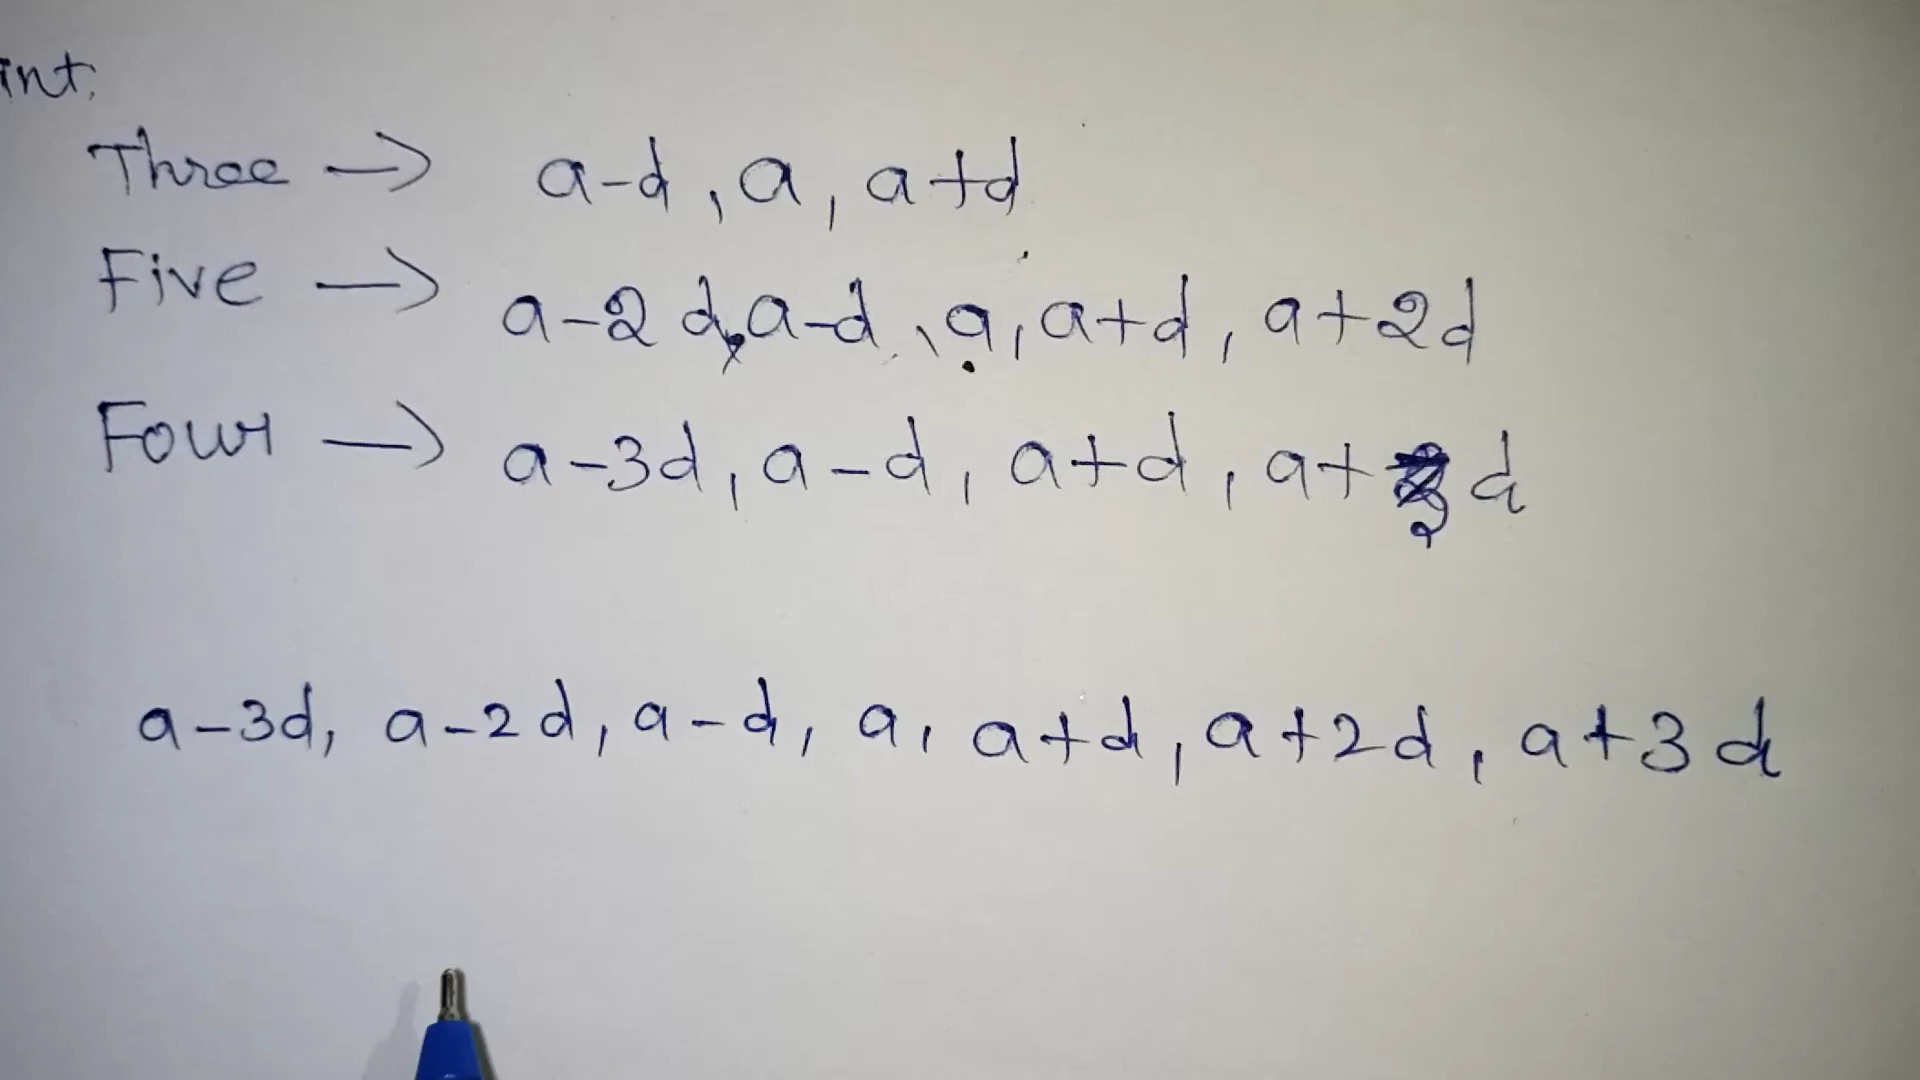 int:
Three → a-d, a, a+d
Five → a-2d, a-d, a, a+d, a+2d
Four → a-3d, a-d, a+d, a+3d
a-3d, a-2d, a-d, a, a+d, a+2d, a+3d